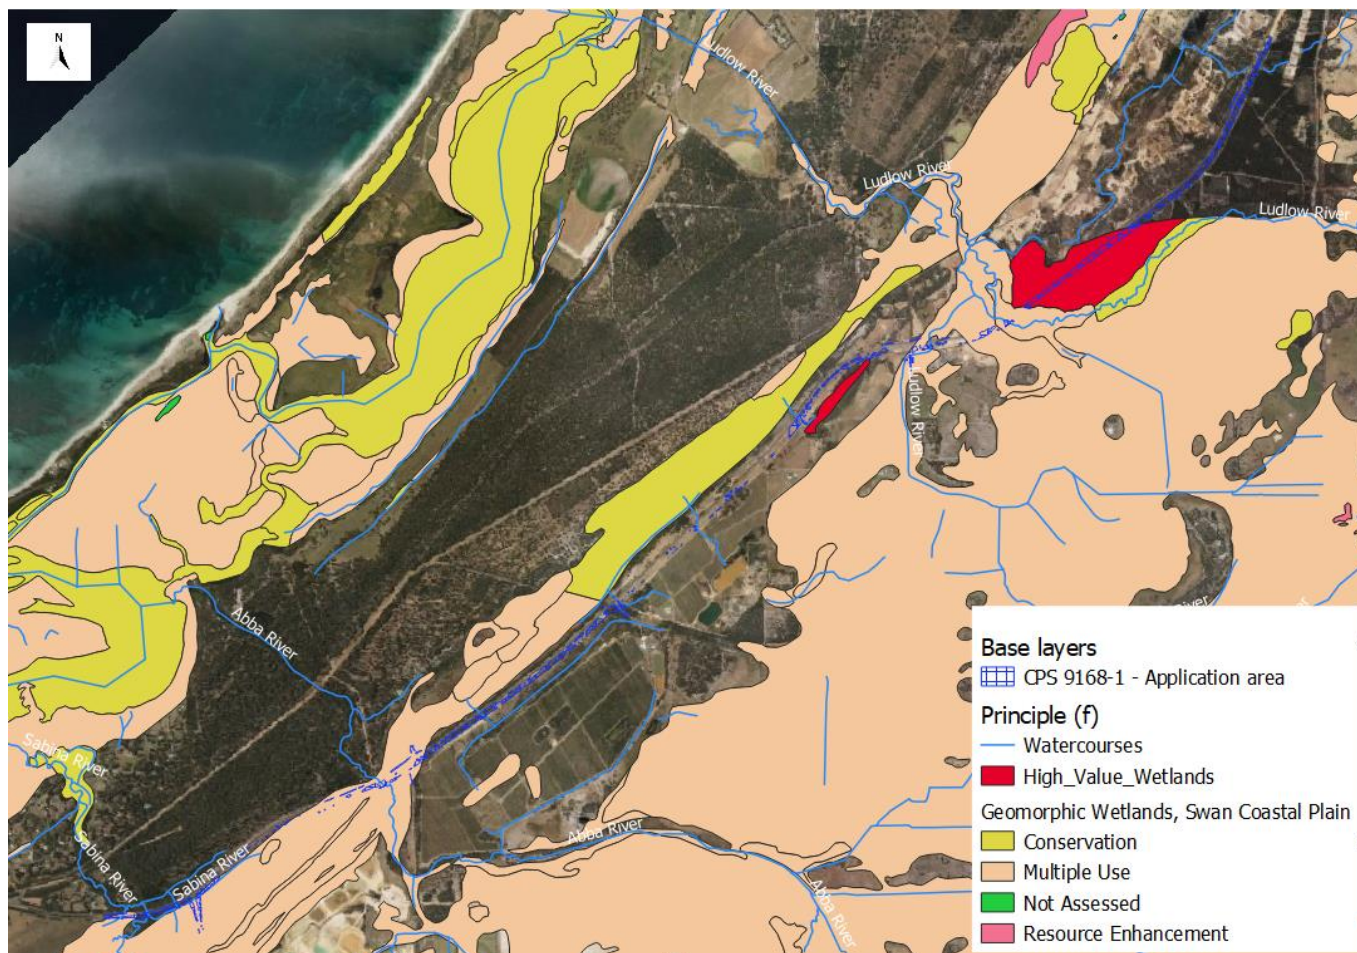 N
Ludlow River
Ludlow River
Ludlow River
Ludlow River
Abba River
Sabina River
Sabina River
Sabina River
Abba River
Abba River
River
Base layers
CPS 9168-1 - Application area
Principle (f)
Watercourses
High_Value_Wetlands
Geomorphic Wetlands, Swan Coastal Plain
Conservation
Multiple Use
Not Assessed
Resource Enhancement